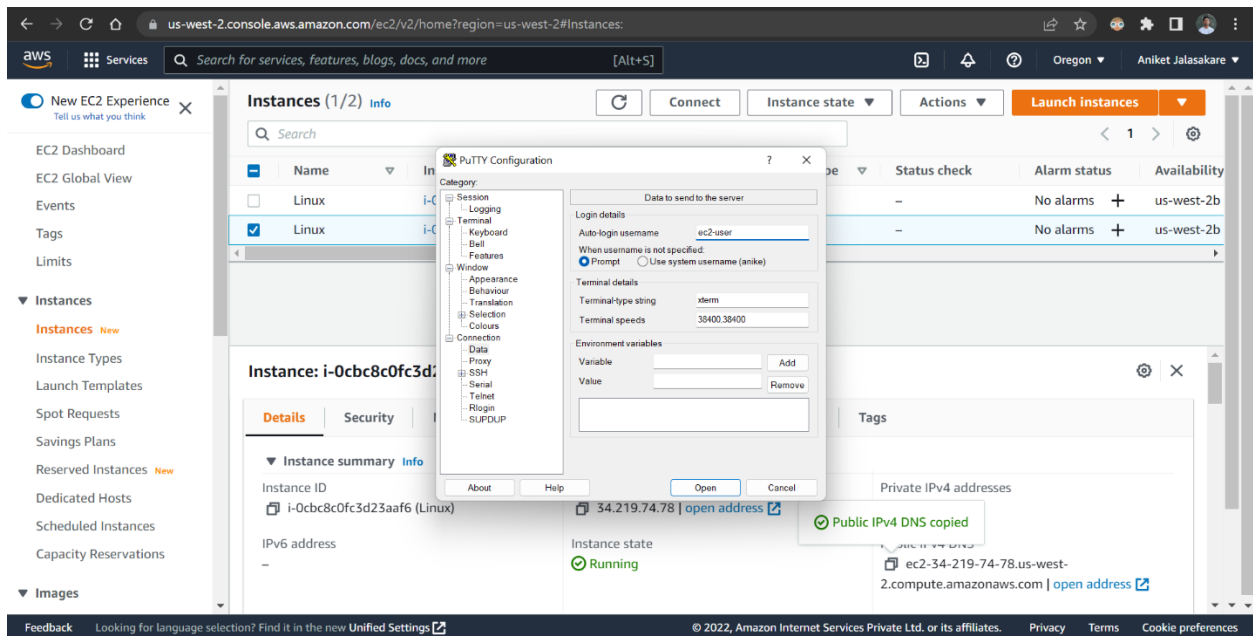 us-west-2.console.aws.amazon.com/ec2/v2/home?region=us-west-2#Instances:
aws
Services
Search for services, features, blogs, docs, and more
[Alt+S]
Oregon ▼
Aniket Jalasakare ▼
New EC2 Experience
Tell us what you think
EC2 Dashboard
EC2 Global View
Events
Tags
Limits
Instances
Instances New
Instance Types
Launch Templates
Spot Requests
Savings Plans
Reserved Instances New
Dedicated Hosts
Scheduled Instances
Capacity Reservations
Images
Instances (1/2) Info
Connect
Instance state ▼
Actions ▼
Launch instances
Search
1
Name
Status check
Alarm status
Availability
Linux
–
No alarms +
us-west-2b
Linux
–
No alarms +
us-west-2b
PuTTY Configuration
? X
Category:
Session
Logging
Terminal
Keyboard
Bell
Features
Window
Appearance
Behaviour
Translation
Selection
Colours
Connection
Data
Proxy
SSH
Serial
Telnet
Rlogin
SUPDUP
Data to send to the server
Login details
Auto-login username
ec2-user
When username is not specified:
Prompt
Use system username (anike)
Terminal details
Terminal-type string
xterm
Terminal speeds
38400,38400
Environment variables
Variable
Add
Value
Remove
About
Help
Open
Cancel
Instance: i-0cbc8c0fc3d2
Details
Security
Tags
Instance summary Info
Instance ID
i-0cbc8c0fc3d23aaf6 (Linux)
34.219.74.78 | open address
Private IPv4 addresses
Public IPv4 DNS copied
IPv6 address
–
Instance state
Running
ec2-34-219-74-78.us-west-
2.compute.amazonaws.com | open address
Feedback
Looking for language selection? Find it in the new Unified Settings
© 2022, Amazon Internet Services Private Ltd. or its affiliates.
Privacy
Terms
Cookie preferences